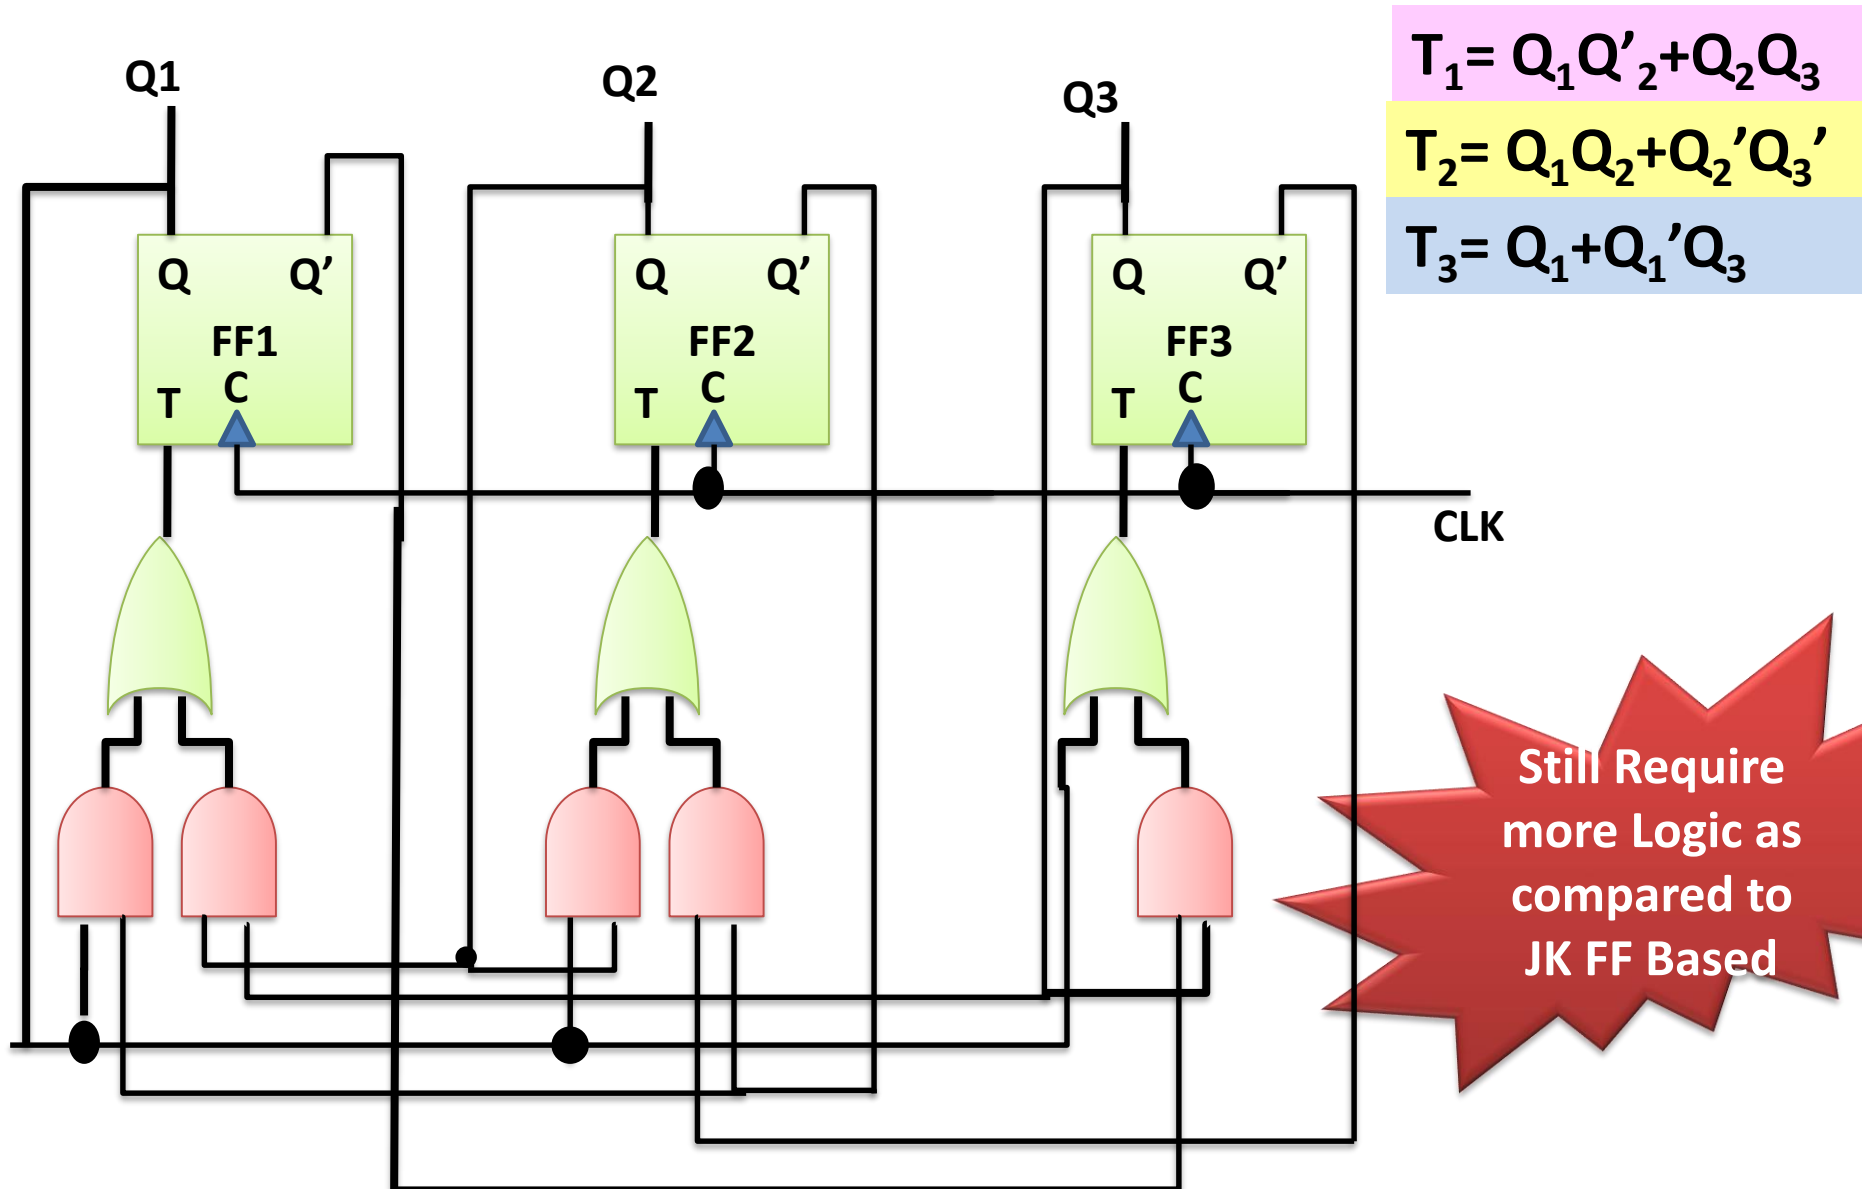 T1= Q1Q’2+Q2Q3
T2= Q1Q2+Q2’Q3’
T3= Q1+Q1’Q3
Q1
Q2
Q3
Q Q’
FF1
T C
Q Q’
FF2
T C
Q Q’
FF3
T C
CLK
Still Require
more Logic as
compared to
JK FF Based